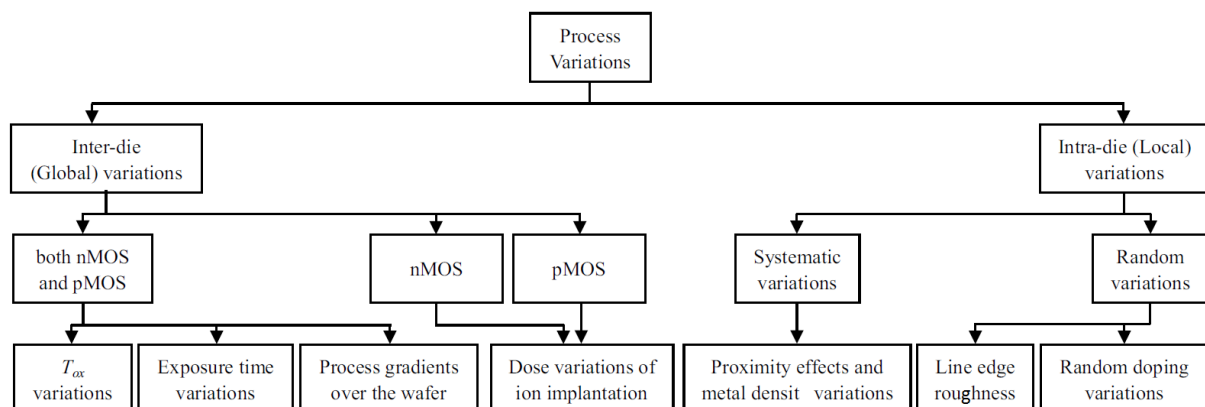 Process
Variations
Inter-die
(Global) variations
Intra-die (Local)
variations
both nMOS
and pMOS
nMOS
pMOS
Systematic
variations
Random
variations
Tox
variations
Exposure time
variations
Process gradients
over the wafer
Dose variations of
ion implantation
Proximity effects and
metal densit variations
Line edge
roughness
Random doping
variations